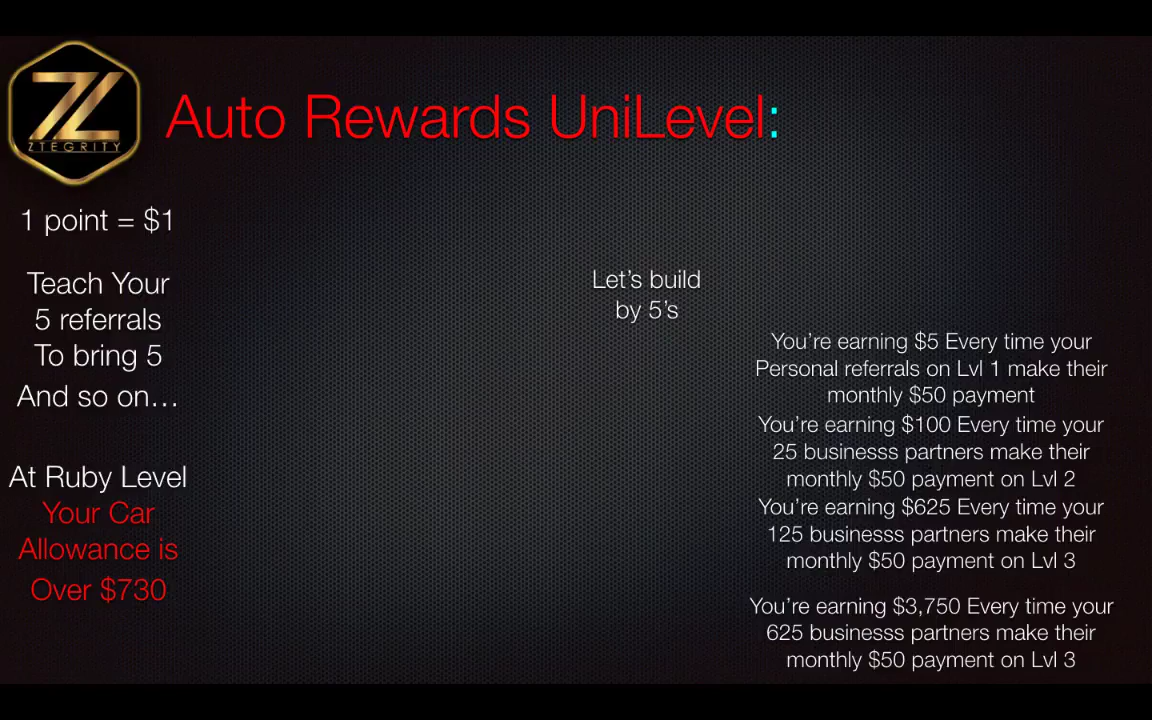 ZTEGRITY
Auto Rewards UniLevel:
1 point = $1
Teach Your
5 referrals
To bring 5
And so on…
At Ruby Level
Your Car
Allowance is
Over $730
Let’s build
by 5’s
You’re earning $5 Every time your
Personal referrals on Lvl 1 make their
monthly $50 payment
You’re earning $100 Every time your
25 businesss partners make their
monthly $50 payment on Lvl 2
You’re earning $625 Every time your
125 businesss partners make their
monthly $50 payment on Lvl 3
You’re earning $3,750 Every time your
625 businesss partners make their
monthly $50 payment on Lvl 3